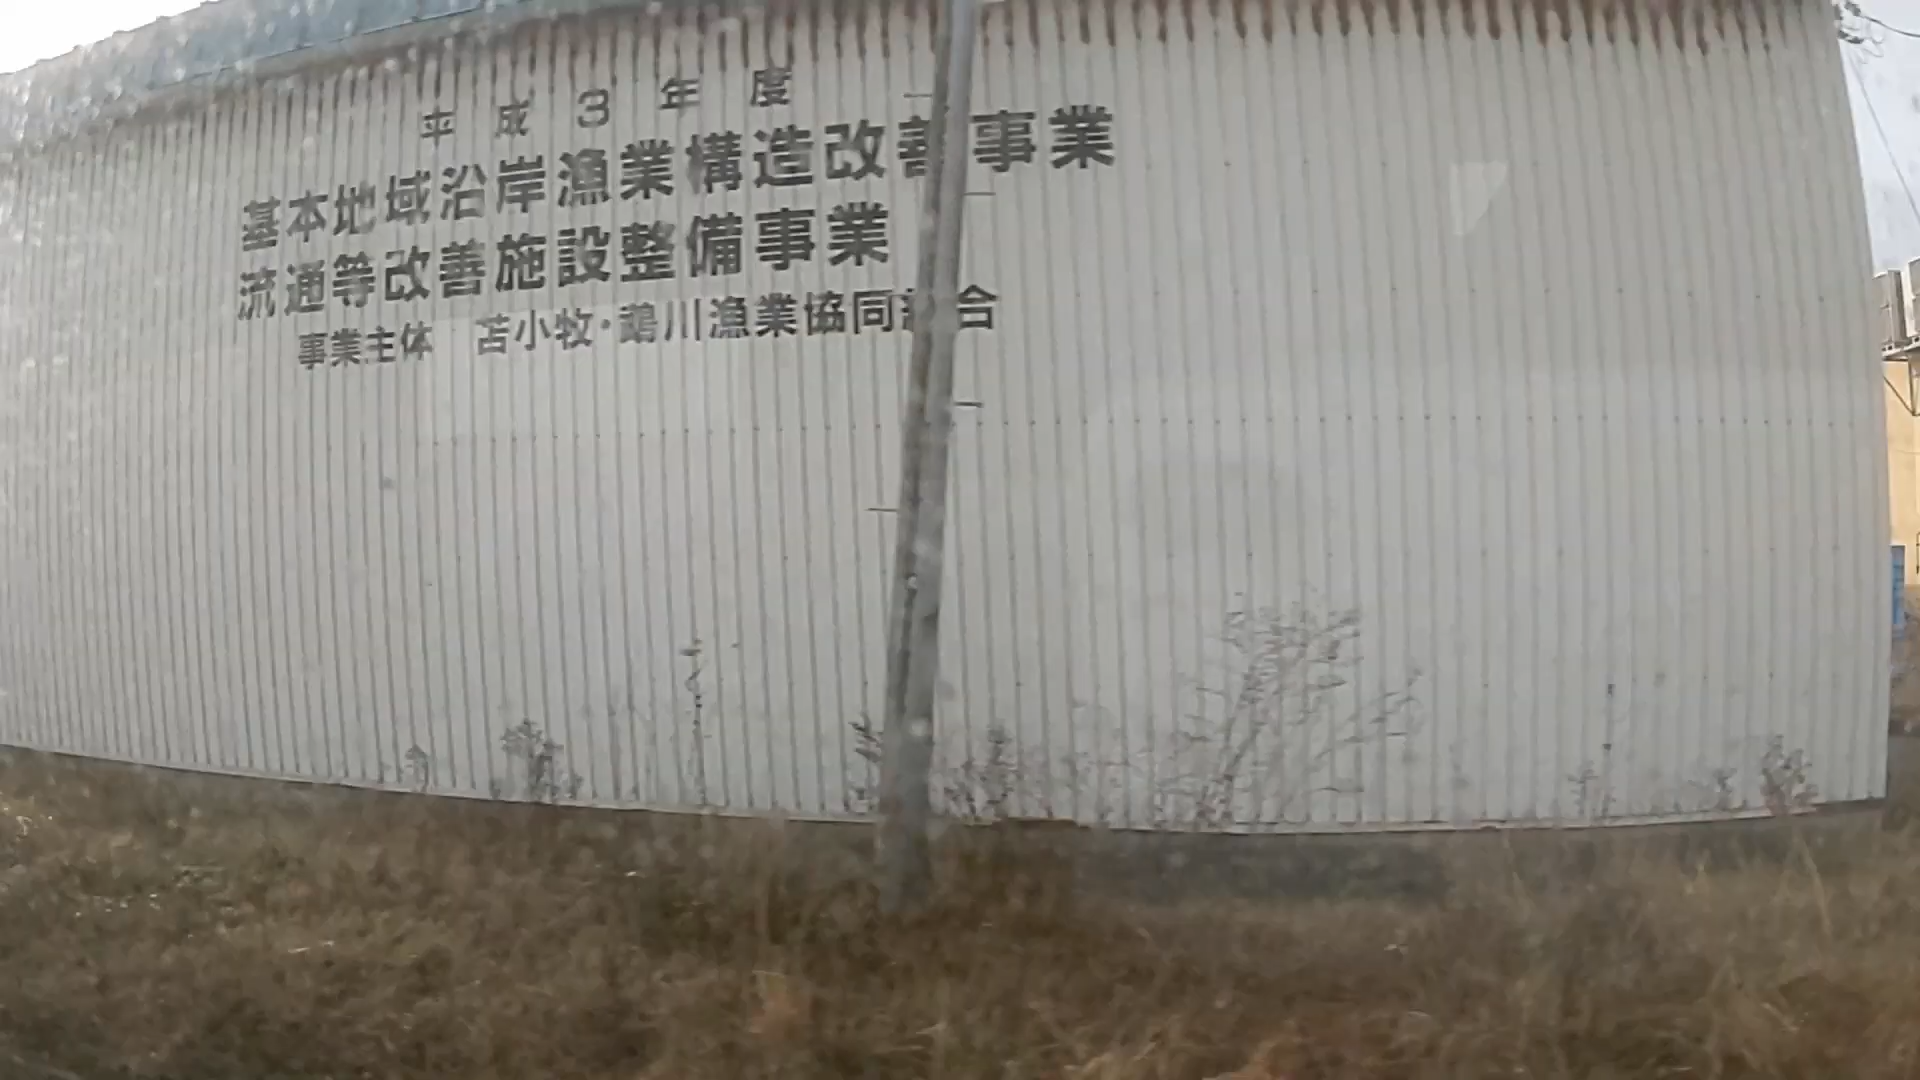 平成3年度
基本地域沿岸漁業構造改善事業
流通等改善施設整備事業
事業主体 苫小牧・鵡川漁業協同組合